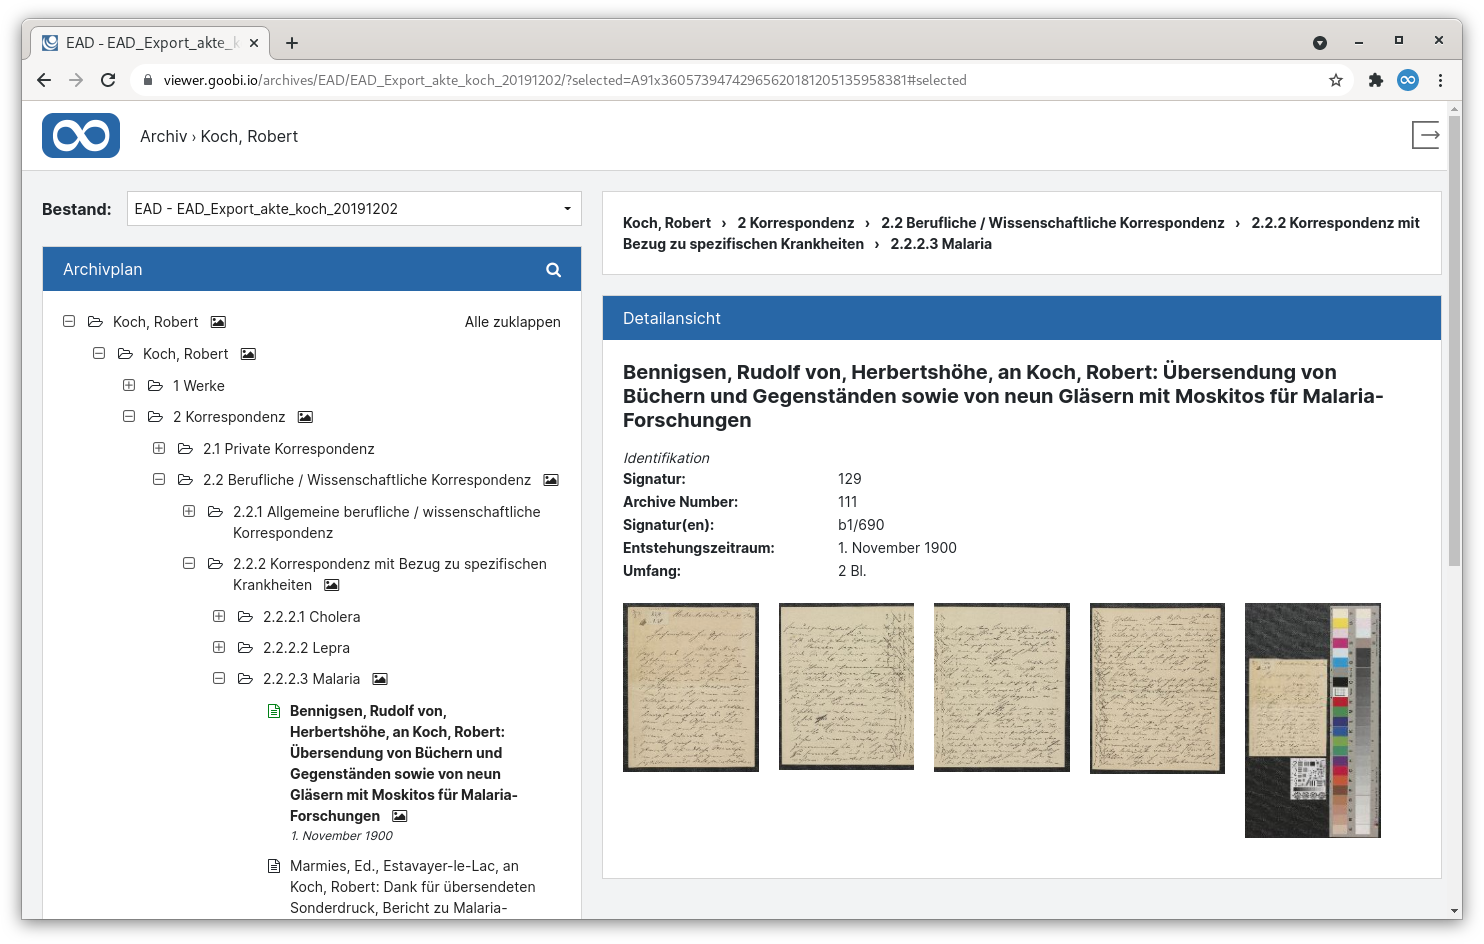 EAD - EAD_Export_akte_k
viewer.goobi.io/archives/EAD/EAD_Export_akte_koch_20191202/?selected=A91x36057394742965620181205135958381#selected
Archiv › Koch, Robert
Bestand: EAD - EAD_Export_akte_koch_20191202
Archivplan
Koch, Robert Alle zuklappen
Koch, Robert
1 Werke
2 Korrespondenz
2.1 Private Korrespondenz
2.2 Berufliche / Wissenschaftliche Korrespondenz
2.2.1 Allgemeine berufliche / wissenschaftliche
Korrespondenz
2.2.2 Korrespondenz mit Bezug zu spezifischen
Krankheiten
2.2.2.1 Cholera
2.2.2.2 Lepra
2.2.2.3 Malaria
Bennigsen, Rudolf von,
Herbertshöhe, an Koch, Robert:
Übersendung von Büchern und
Gegenständen sowie von neun
Gläsern mit Moskitos für Malaria-
Forschungen
1. November 1900
Marmies, Ed., Estavayer-le-Lac, an
Koch, Robert: Dank für übersendeten
Sonderdruck, Bericht zu Malaria-
Koch, Robert › 2 Korrespondenz › 2.2 Berufliche / Wissenschaftliche Korrespondenz › 2.2.2 Korrespondenz mit
Bezug zu spezifischen Krankheiten › 2.2.2.3 Malaria
Detailansicht
Bennigsen, Rudolf von, Herbertshöhe, an Koch, Robert: Übersendung von
Büchern und Gegenständen sowie von neun Gläsern mit Moskitos für Malaria-
Forschungen
Identifikation
Signatur: 129
Archive Number: 111
Signatur(en): b1/690
Entstehungszeitraum: 1. November 1900
Umfang: 2 Bl.